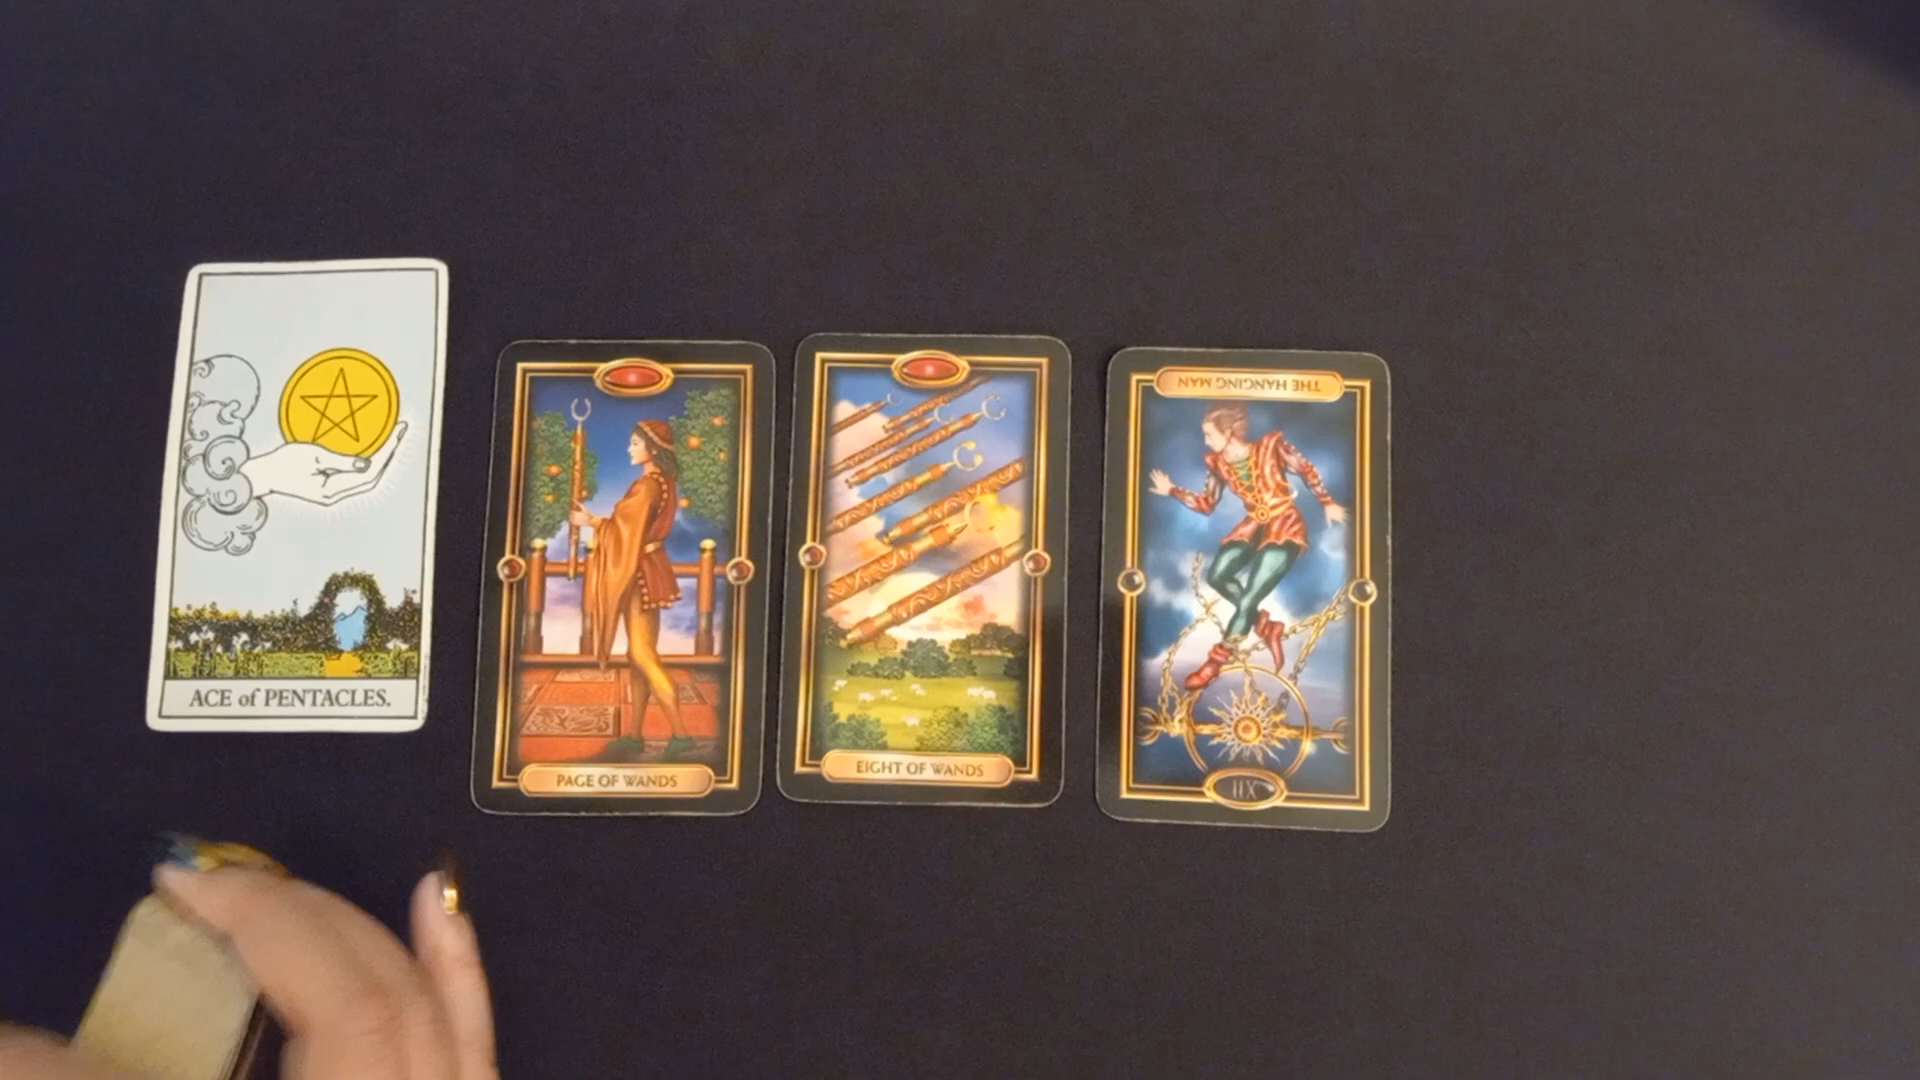 ACE of PENTACLES.
PAGE OF WANDS
EIGHT OF WANDS
THE HANGING MAN
XII